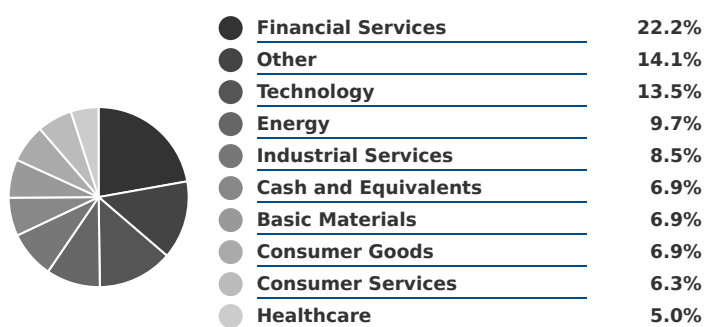 Financial Services 22.2%
Other 14.1%
Technology 13.5%
Energy 9.7%
Industrial Services 8.5%
Cash and Equivalents 6.9%
Basic Materials 6.9%
Consumer Goods 6.9%
Consumer Services 6.3%
Healthcare 5.0%